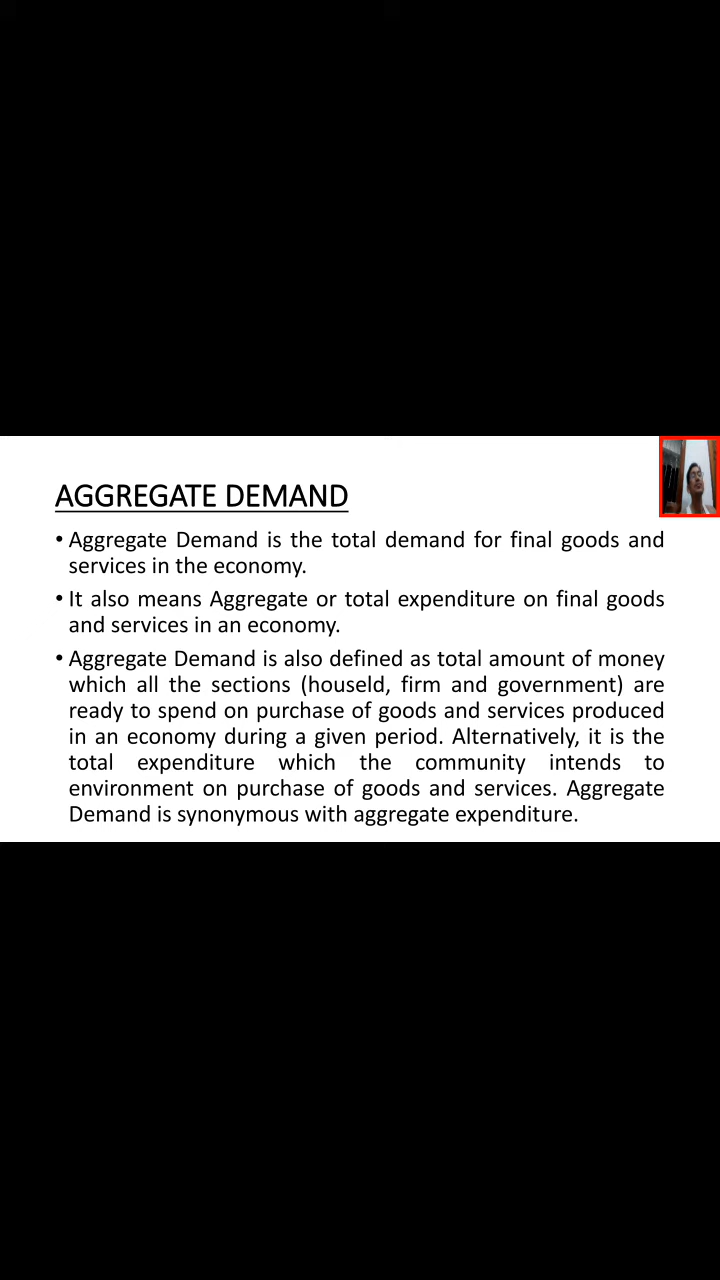 AGGREGATE DEMAND
• Aggregate Demand is the total demand for final goods and
services in the economy.
• It also means Aggregate or total expenditure on final goods
and services in an economy.
• Aggregate Demand is also defined as total amount of money
which all the sections (househld, firm and government) are
ready to spend on purchase of goods and services produced
in an economy during a given period. Alternatively, it is the
total expenditure which the community intends to
environment on purchase of goods and services. Aggregate
Demand is synonymous with aggregate expenditure.